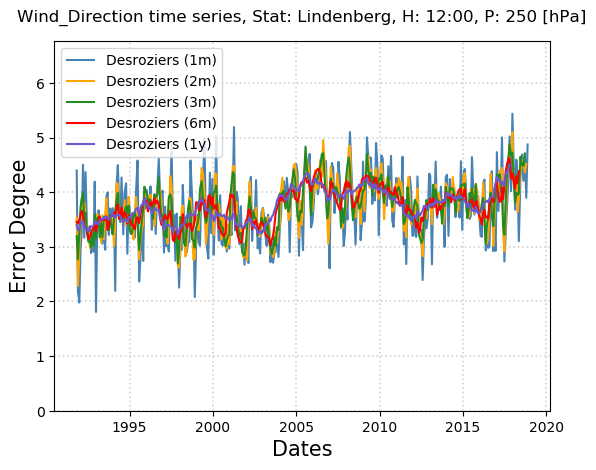 Wind_Direction time series, Stat: Lindenberg, H: 12:00, P: 250 [hPa]
Desroziers (1m)
Desroziers (2m)
Desroziers (3m)
Desroziers (6m)
Desroziers (1y)
Error Degree
6
5
4
3
2
1
0
1995 2000 2005 2010 2015 2020
Dates